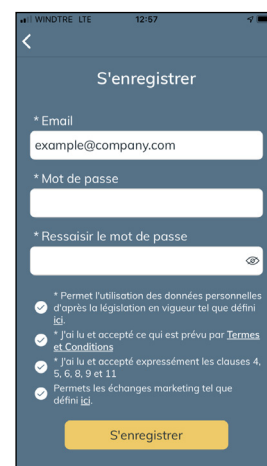 WINDTRE LTE 12:57
S'enregistrer
* Email
example@company.com
* Mot de passe
* Ressaisir le mot de passe
* Permet l'utilisation des données personnelles
d'après la législation en vigueur tel que défini
ici.
* J'ai lu et accepté ce qui est prévu par Termes
et Conditions
* J'ai lu et accepté expressément les clauses 4,
5, 6, 8, 9 et 11
Permets les échanges marketing tel que
défini ici.
S'enregistrer